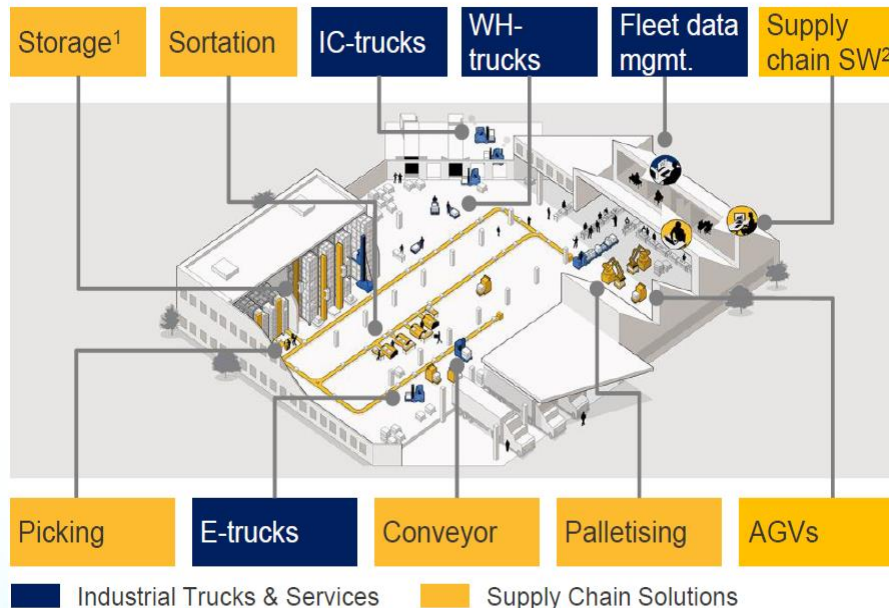 Storage¹
Sortation
IC-trucks
WH-
trucks
Fleet data
mgmt.
Supply
chain SW²
Picking
E-trucks
Conveyor
Palletising
AGVs
Industrial Trucks & Services
Supply Chain Solutions